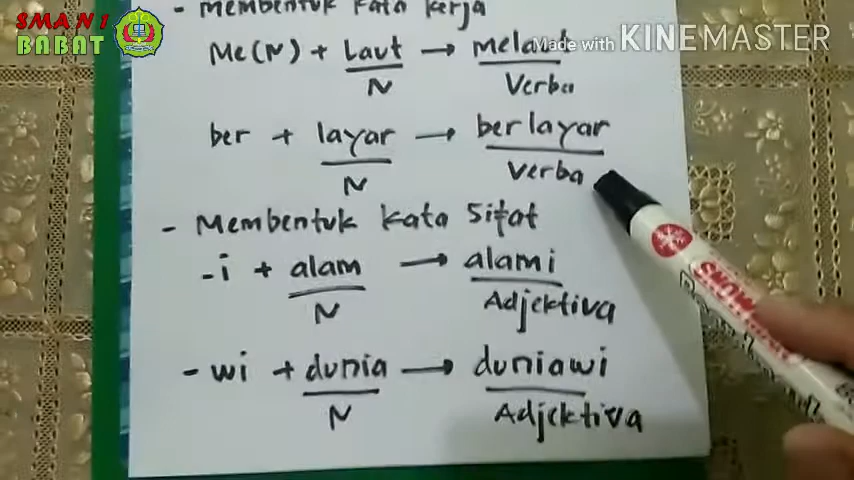 SMAN 1
BABAT
Made with KINEMASTER
- Membentuk Kata Kerja
Me(N) + Laut → Melaut
N Verba
ber + layar → berlayar
N Verba
- Membentuk Kata Sifat
-i + alam → alami
N Adjektiva
-wi + dunia → duniawi
N Adjektiva
SNOWMAN